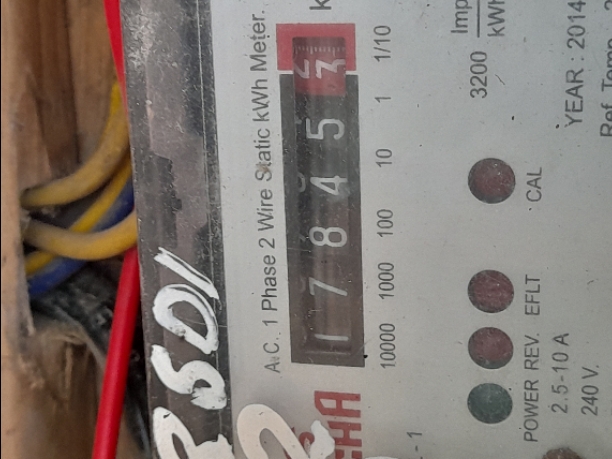 A.C. 1 Phase 2 Wire Static kWh Meter.
1 7 8 4 5
10000 1000 100 10 1 1/10
3200 Imp
kWh
CAL
EFLT
REV.
POWER
YEAR : 2014
2.5-10 A
240 V.